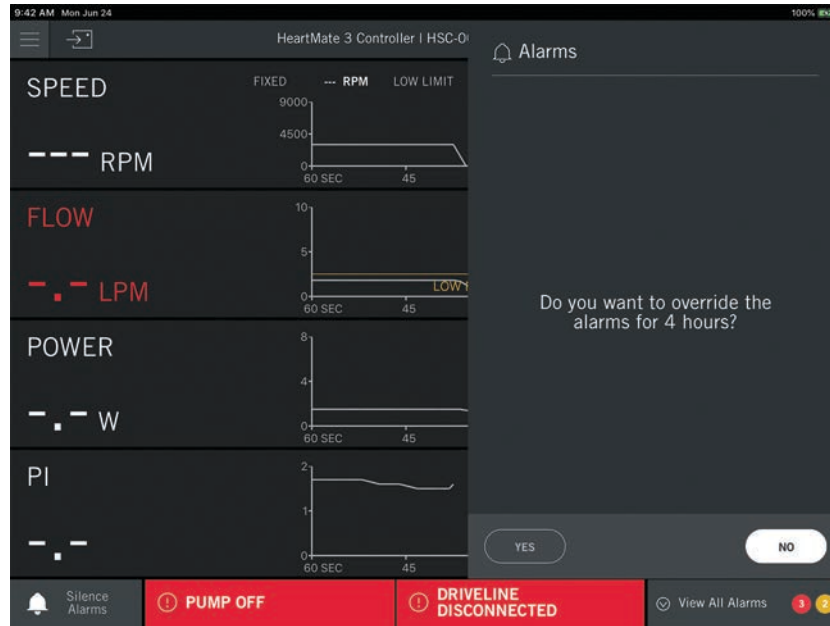 9:42 AM Mon Jun 24
100%
HeartMate 3 Controller | HSC-0
Alarms
SPEED
FIXED --- RPM LOW LIMIT
9000
4500
0
60 SEC 45
--- RPM
FLOW
10
5
0
LOW
60 SEC 45
-.- LPM
Do you want to override the
alarms for 4 hours?
POWER
8
4
0
60 SEC 45
-.- W
PI
2
1
0
60 SEC 45
-.-
YES
NO
Silence
Alarms
PUMP OFF
DRIVELINE
DISCONNECTED
View All Alarms
3
2